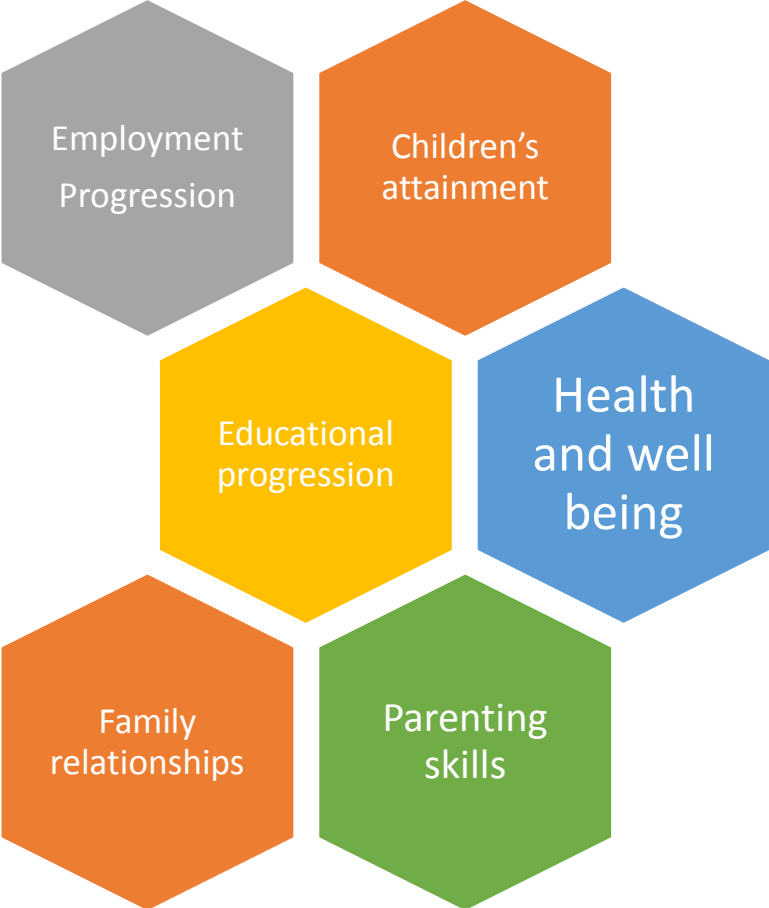 Employment
Progression
Children’s
attainment
Educational
progression
Health
and well
being
Family
relationships
Parenting
skills